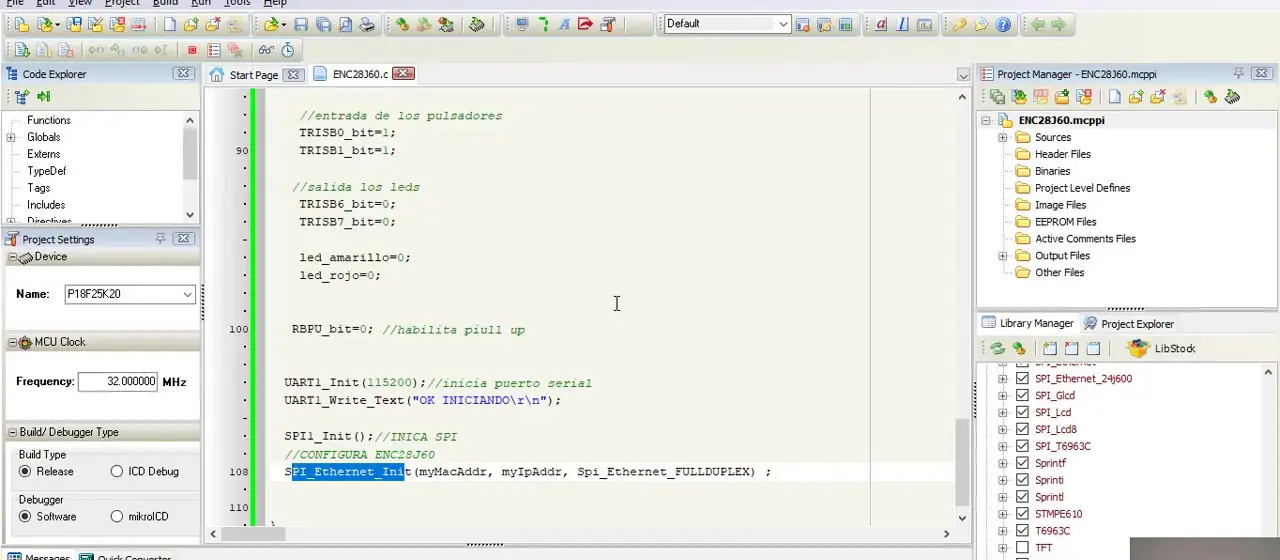 File Edit View Project Build Run Tools Help
Default
Code Explorer
Start Page
ENC28J60.c
Project Manager - ENC28J60.mcppi
Functions
Globals
Externs
TypeDef
Tags
Includes
Directives
//entrada de los pulsadores
TRISB0_bit=1;
90 TRISB1_bit=1;
//salida los leds
TRISB6_bit=0;
TRISB7_bit=0;
led_amarillo=0;
led_rojo=0;
100 RBPU_bit=0; //habilita piull up
UART1_Init(115200);//inicia puerto serial
UART1_Write_Text("OK INICIANDO\r\n");
SPI1_Init();//INICA SPI
//CONFIGURA ENC28J60
108 SPI_Ethernet_Init(myMacAddr, myIpAddr, Spi_Ethernet_FULLDUPLEX) ;
110
}
Project Settings
Device
Name: P18F25K20
MCU Clock
Frequency: 32.000000 MHz
Build/ Debugger Type
Build Type
Release ICD Debug
Debugger
Software mikroICD
Messages Quick Converter
ENC28J60.mcppi
Sources
Header Files
Binaries
Project Level Defines
Image Files
EEPROM Files
Active Comments Files
Output Files
Other Files
Library Manager Project Explorer
LibStock
SPI_Ethernet
SPI_Ethernet_24j600
SPI_Glcd
SPI_Lcd
SPI_Lcd8
SPI_T6963C
Sprintf
Sprinti
Sprintl
STMPE610
T6963C
TFT